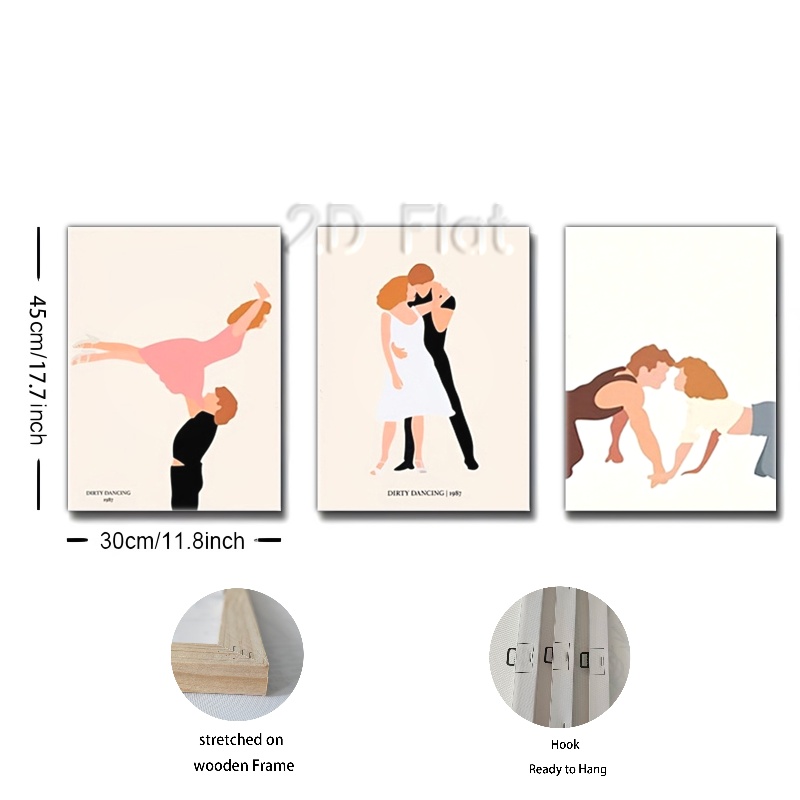 2D Flat
45cm/17.7inch
DIRTY DANCING
1987
DIRTY DANCING | 1987
30cm/11.8inch
stretched on
wooden Frame
Hook
Ready to Hang